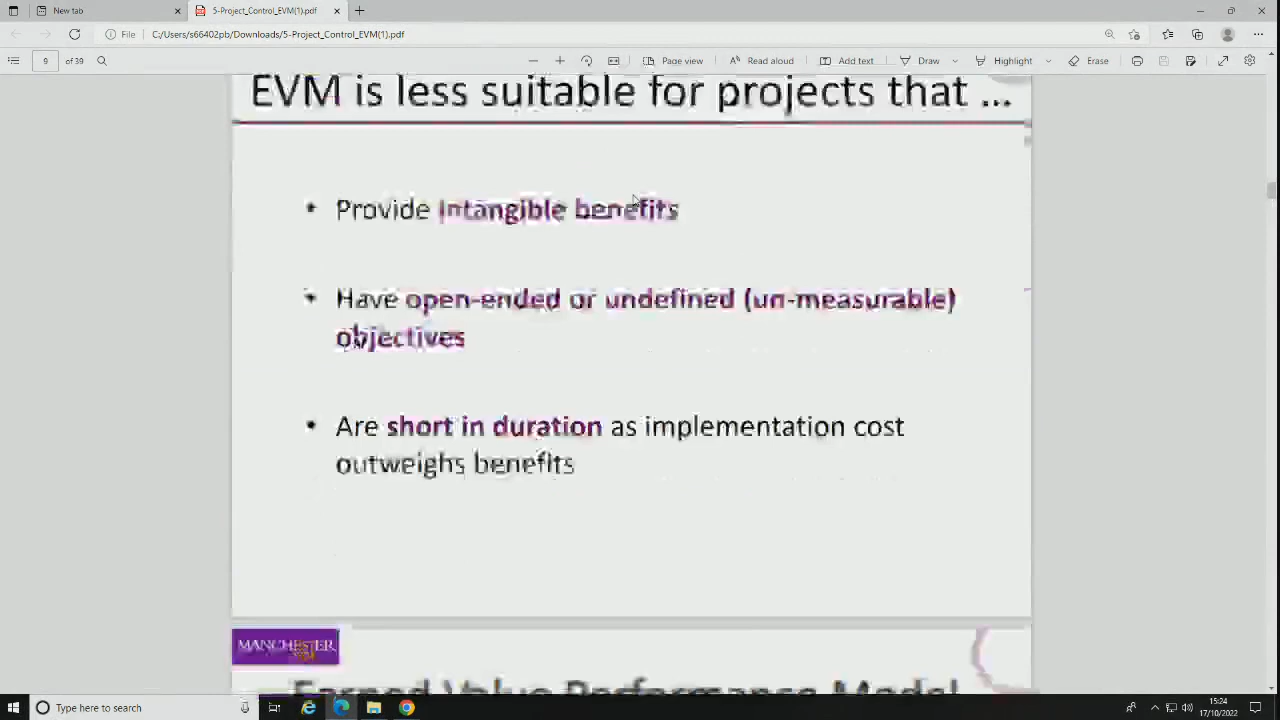 New tab
5-Project_Control_EVM(1).pdf
File
C:/Users/s66402pb/Downloads/5-Project_Control_EVM(1).pdf
9 of 39
Page view
Read aloud
Add text
Draw
Highlight
Erase
EVM is less suitable for projects that ...
• Provide intangible benefits
• Have open-ended or undefined (un-measurable)
objectives
• Are short in duration as implementation cost
outweighs benefits
MANCHESTER
Earned Value Performance Model
Type here to search
15:24
17/10/2022